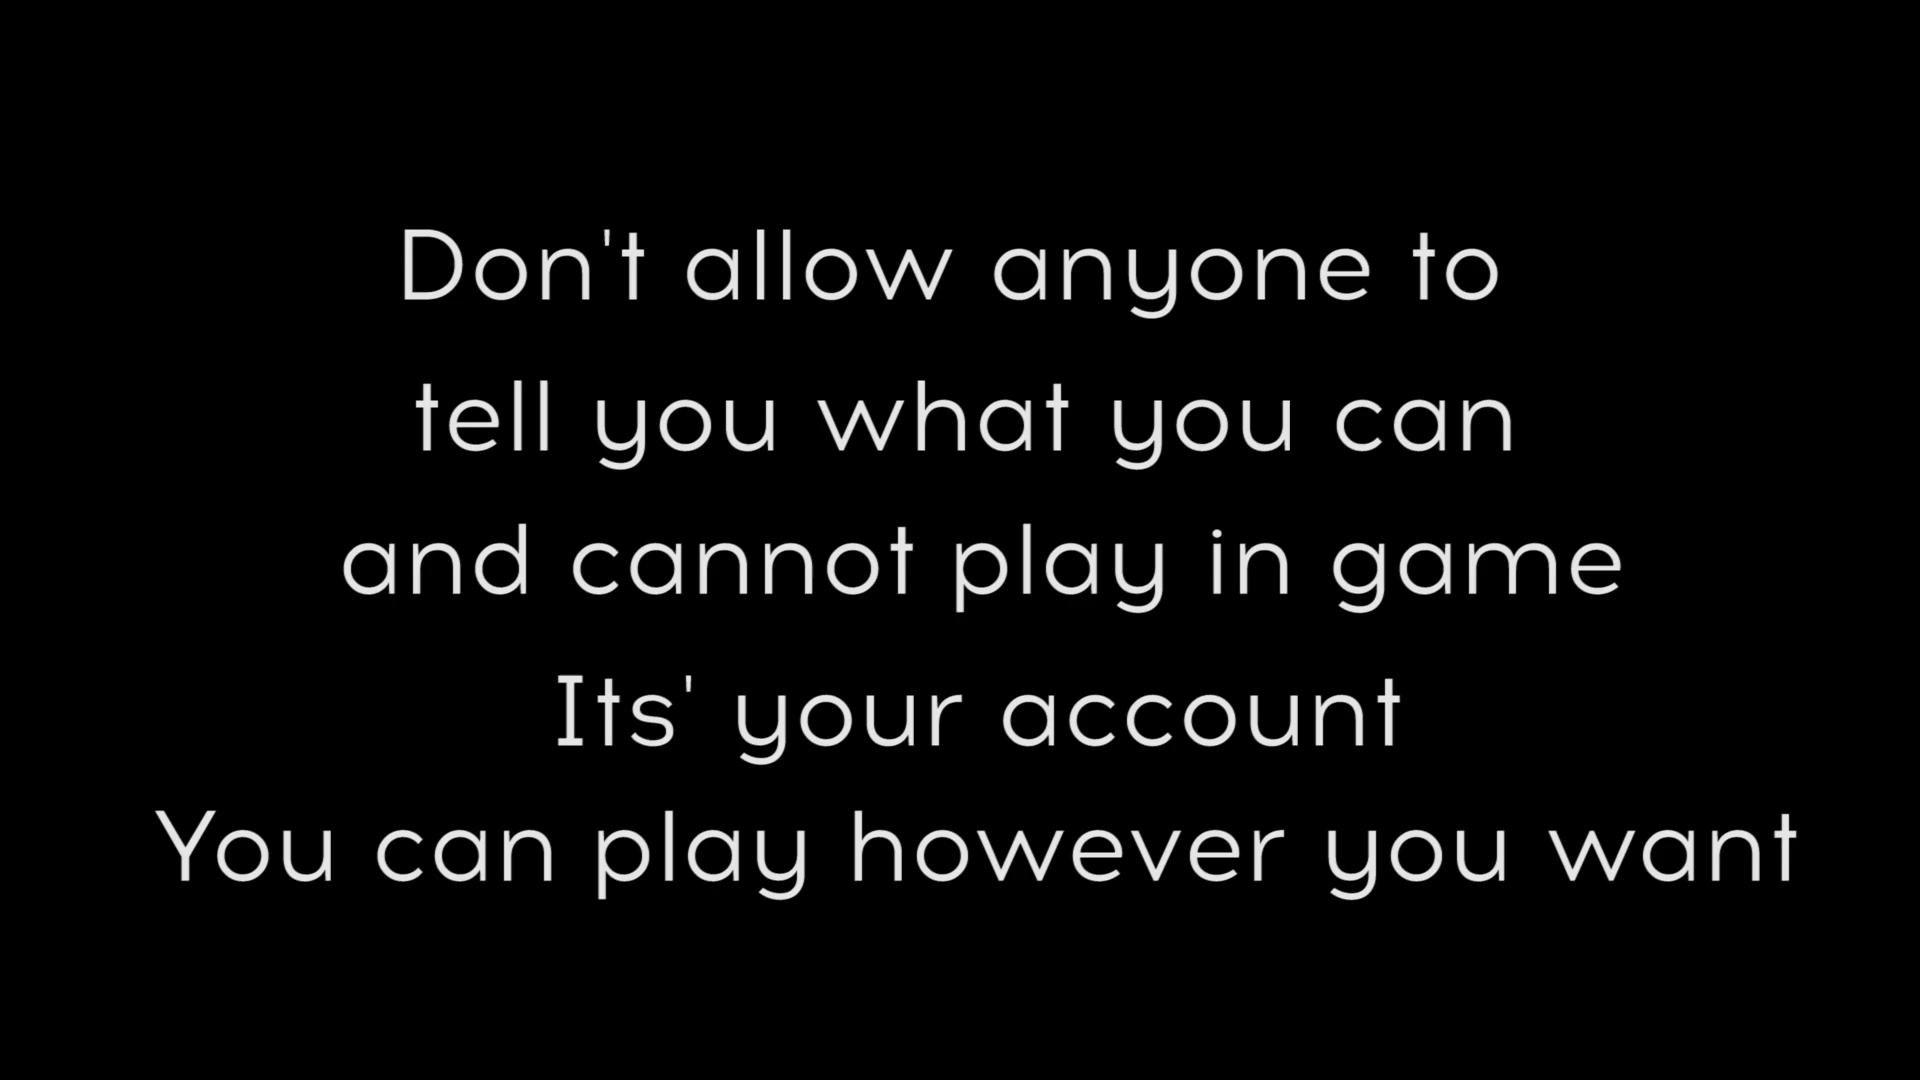 Don't allow anyone to
tell you what you can
and cannot play in game
Its' your account
You can play however you want